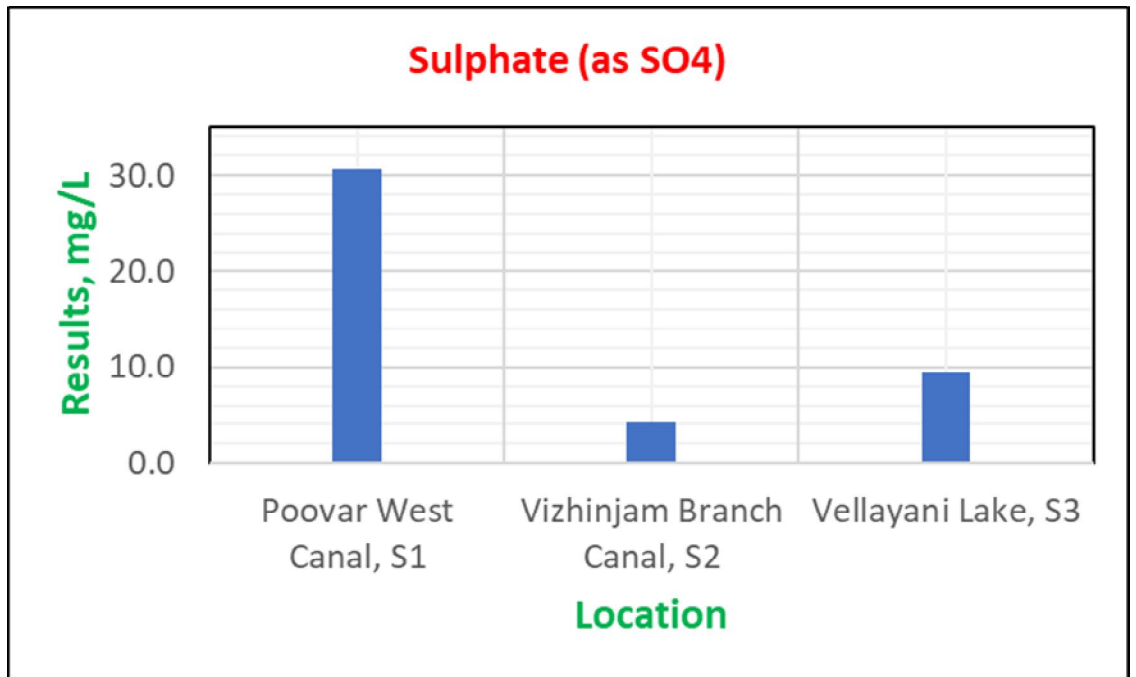 Sulphate (as SO4)
Results, mg/L
30.0
20.0
10.0
0.0
Poovar West
Canal, S1
Vizhinjam Branch
Canal, S2
Vellayani Lake, S3
Location